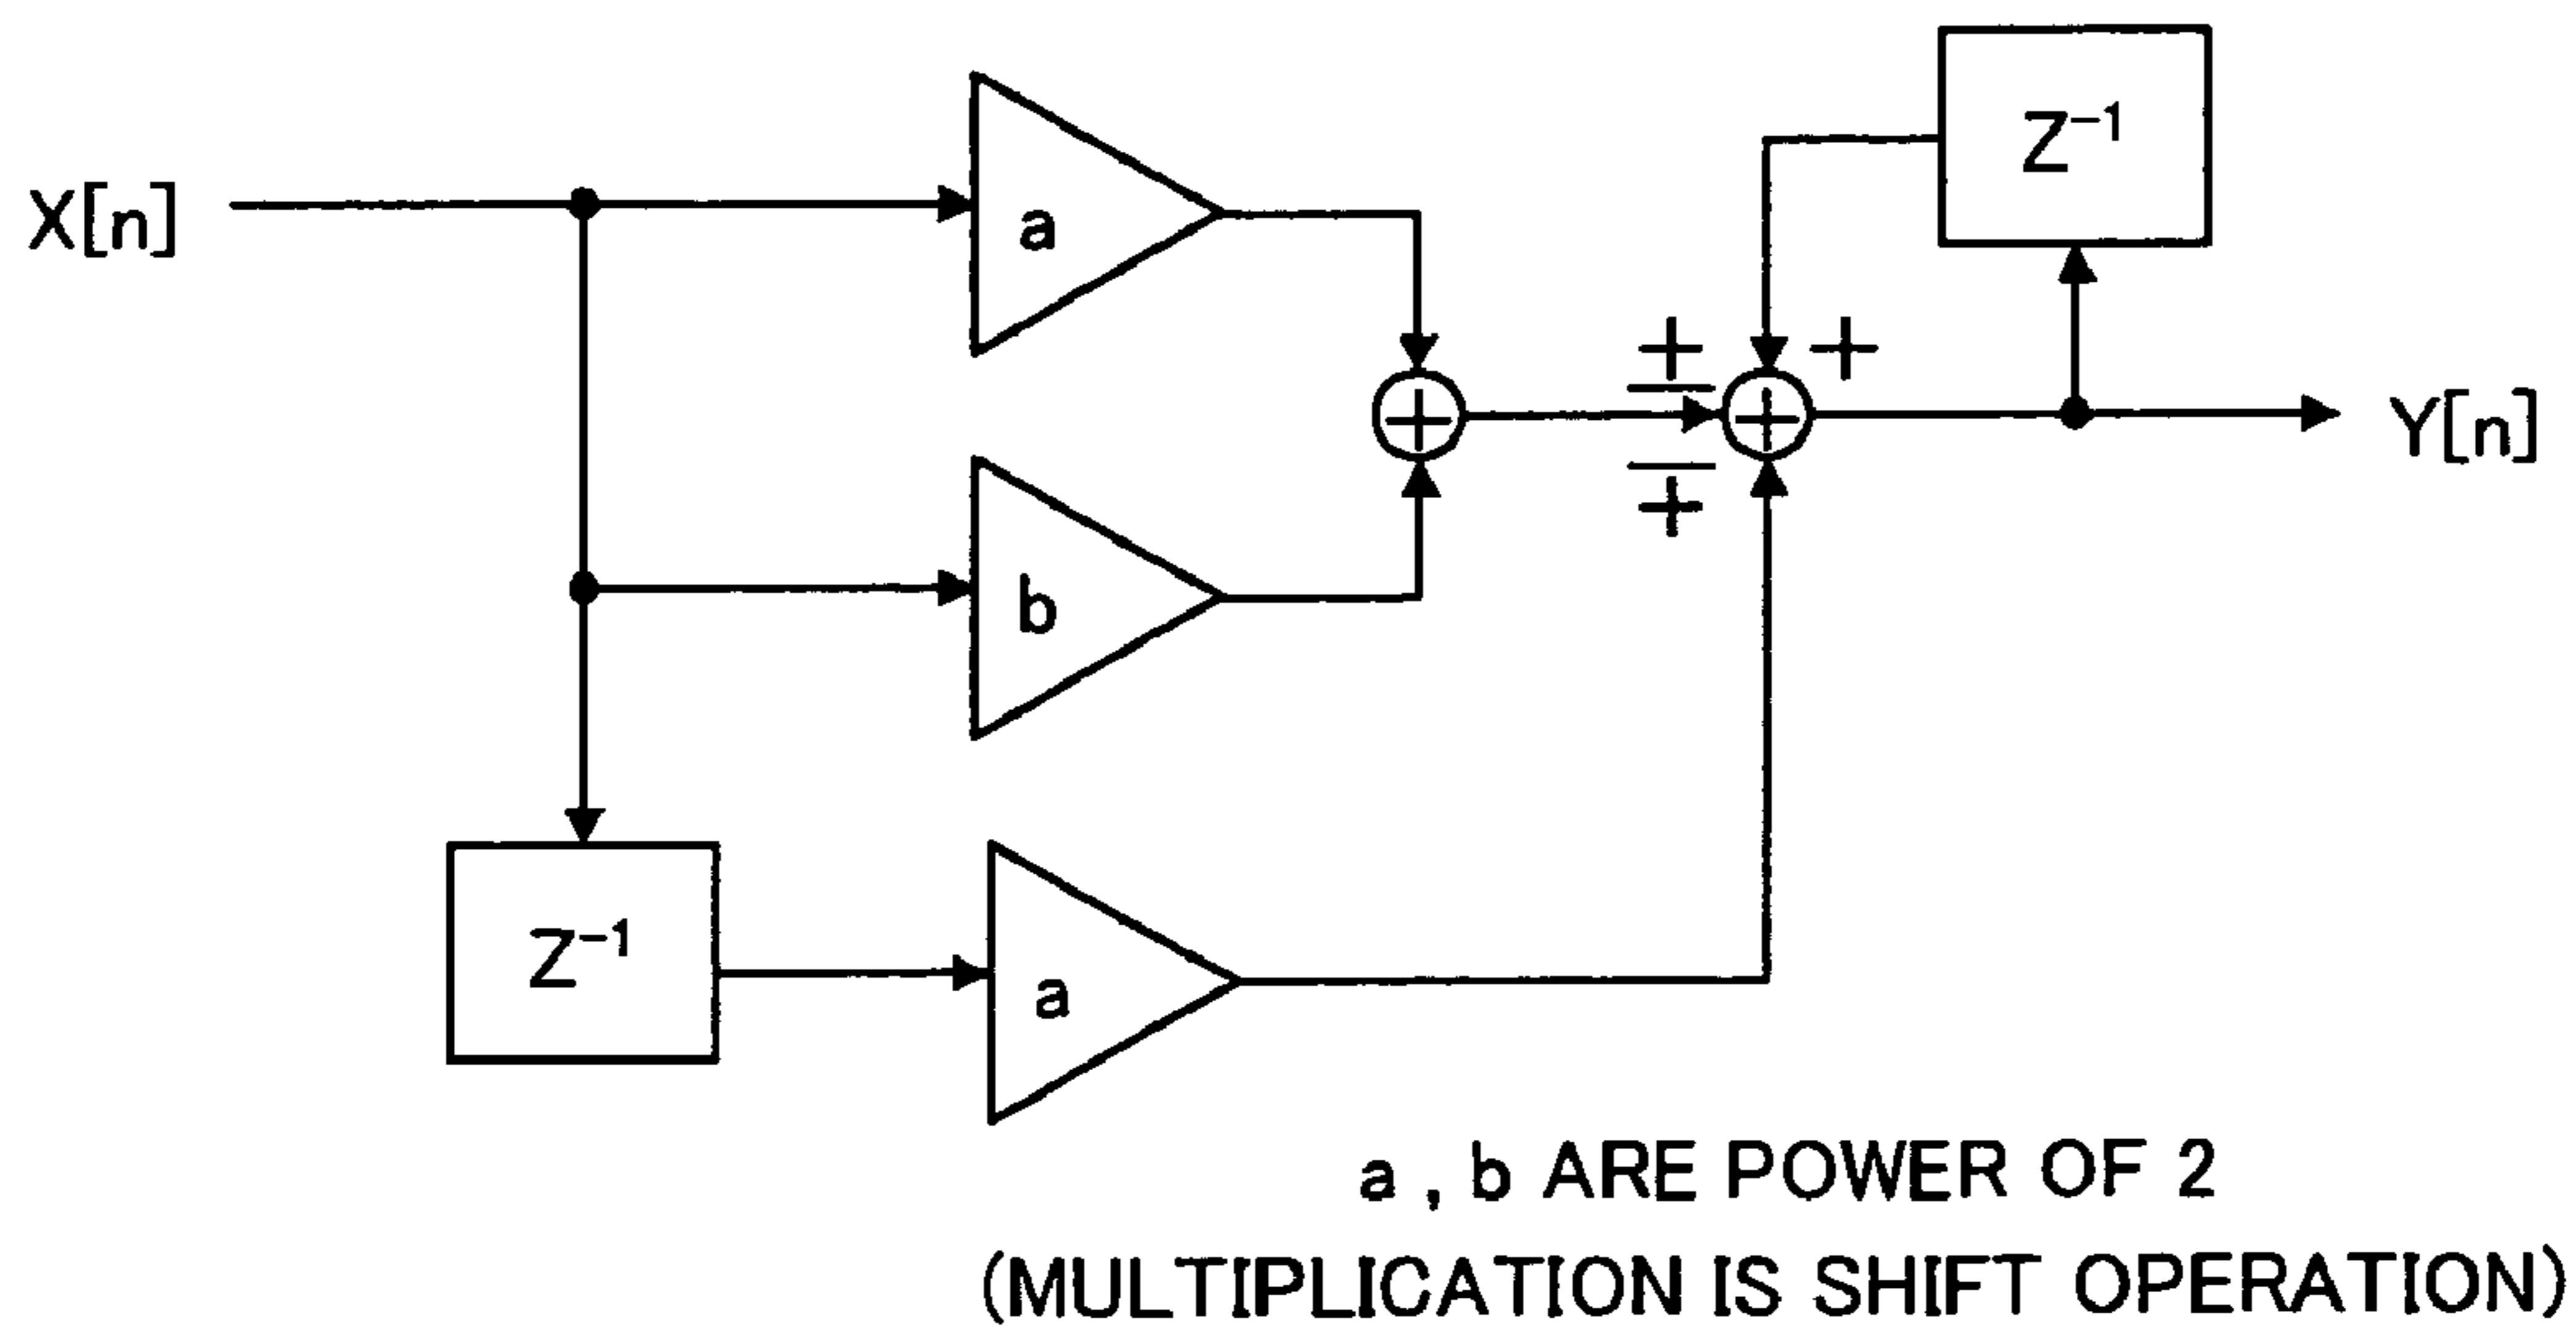 X[n]
a
Z⁻¹
+
+
+
+
Y[n]
+
b
Z⁻¹
a
a , b ARE POWER OF 2
(MULTIPLICATION IS SHIFT OPERATION)